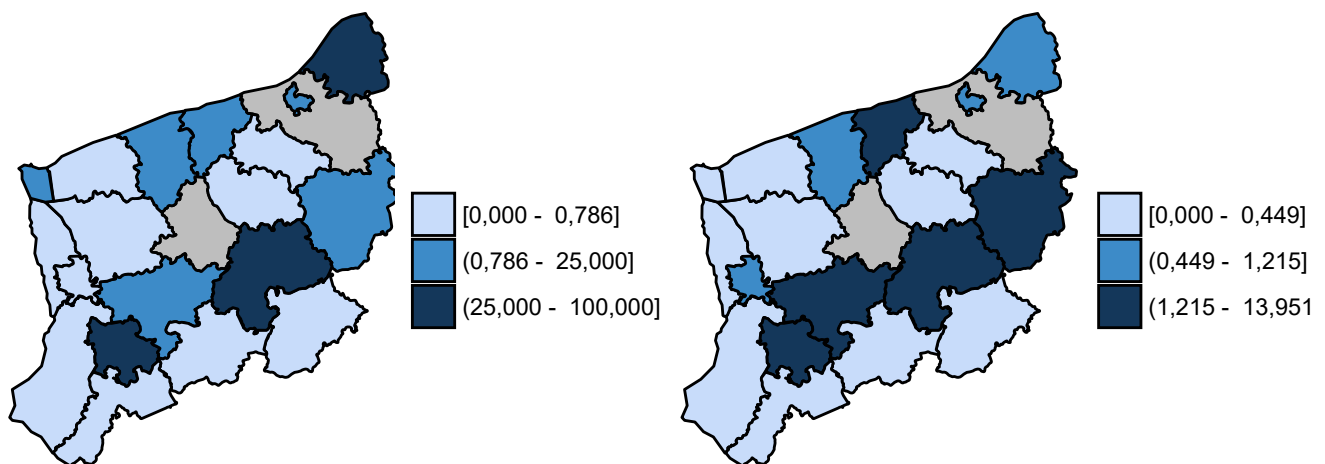 [0,000 - 0,786]
(0,786 - 25,000]
(25,000 - 100,000]
[0,000 - 0,449]
(0,449 - 1,215]
(1,215 - 13,951